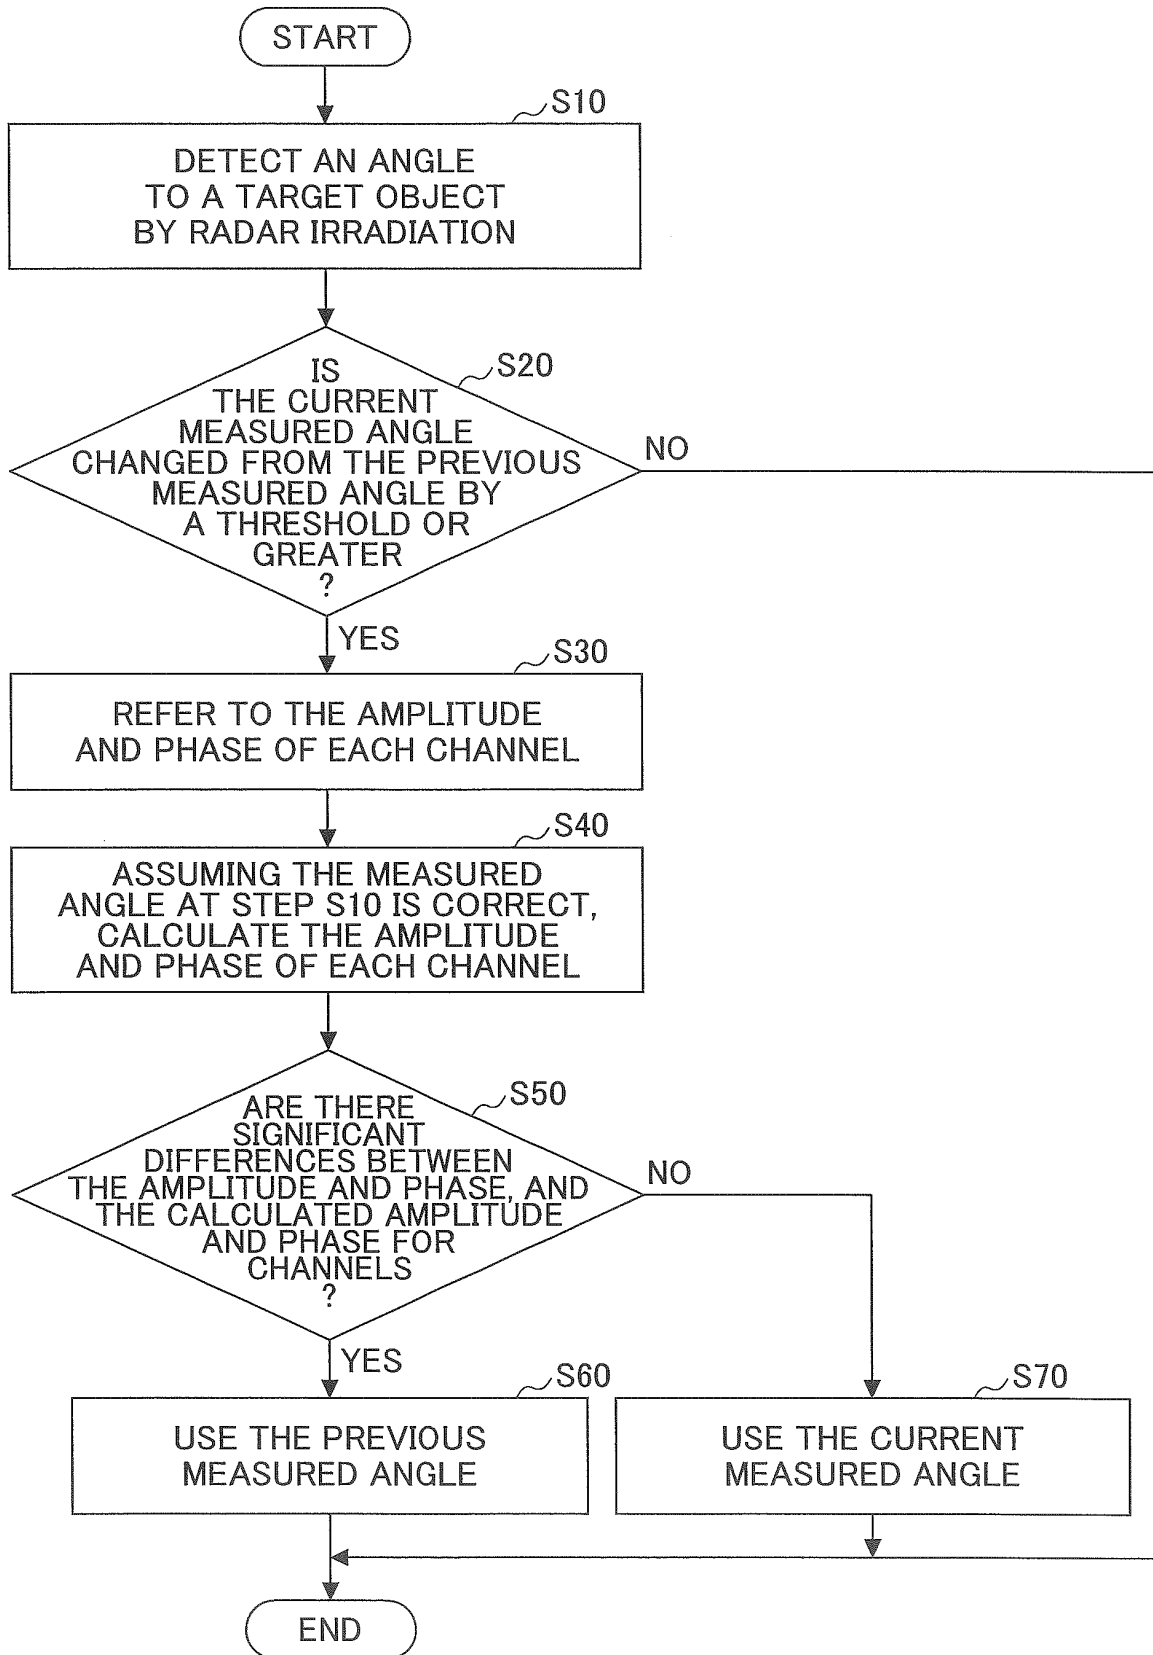 START
S10
DETECT AN ANGLE
TO A TARGET OBJECT
BY RADAR IRRADIATION
S20
IS
THE CURRENT
MEASURED ANGLE
CHANGED FROM THE PREVIOUS
MEASURED ANGLE BY
A THRESHOLD OR
GREATER
?
NO
YES
S30
REFER TO THE AMPLITUDE
AND PHASE OF EACH CHANNEL
S40
ASSUMING THE MEASURED
ANGLE AT STEP S10 IS CORRECT,
CALCULATE THE AMPLITUDE
AND PHASE OF EACH CHANNEL
S50
ARE THERE
SIGNIFICANT
DIFFERENCES BETWEEN
THE AMPLITUDE AND PHASE, AND
THE CALCULATED AMPLITUDE
AND PHASE FOR
CHANNELS
?
NO
YES
S60
USE THE PREVIOUS
MEASURED ANGLE
S70
USE THE CURRENT
MEASURED ANGLE
END